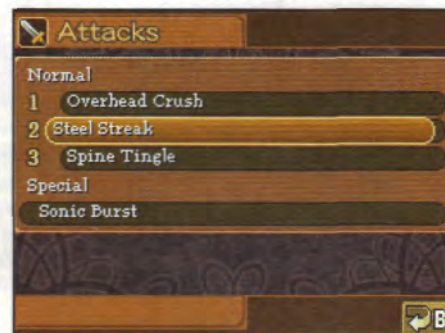 Attacks
Normal
1 Overhead Crush
2 Steel Streak
3 Spine Tingle
Special
Sonic Burst
B